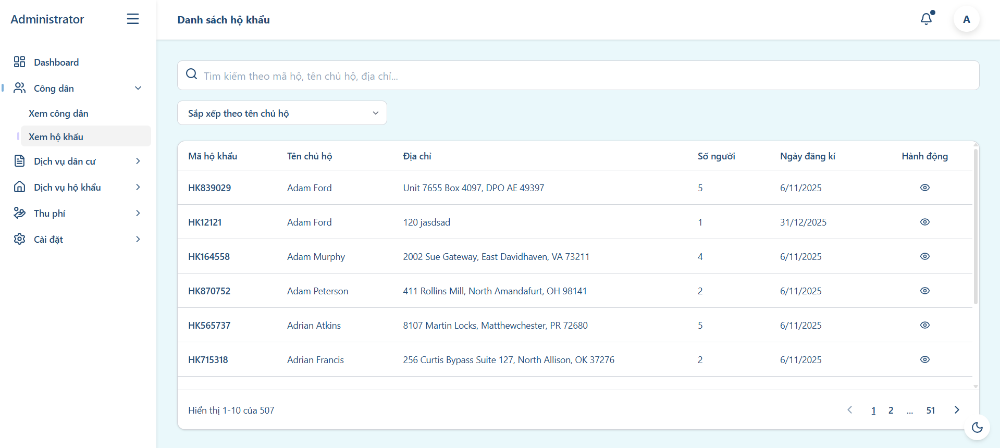 Administrator
Danh sách hộ khẩu
A
Dashboard
Công dân
Xem công dân
Xem hộ khẩu
Dịch vụ dân cư
Dịch vụ hộ khẩu
Thu phí
Cài đặt
Tìm kiếm theo mã hộ, tên chủ hộ, địa chỉ...
Sắp xếp theo tên chủ hộ
Mã hộ khẩu Tên chủ hộ Địa chỉ Số người Ngày đăng kí Hành động
HK839029 Adam Ford Unit 7655 Box 4097, DPO AE 49397 5 6/11/2025
HK12121 Adam Ford 120 jasdsad 1 31/12/2025
HK164558 Adam Murphy 2002 Sue Gateway, East Davidhaven, VA 73211 4 6/11/2025
HK870752 Adam Peterson 411 Rollins Mill, North Amandafurt, OH 98141 2 6/11/2025
HK565737 Adrian Atkins 8107 Martin Locks, Matthewchester, PR 72680 5 6/11/2025
HK715318 Adrian Francis 256 Curtis Bypass Suite 127, North Allison, OK 37276 2 6/11/2025
Hiển thị 1-10 của 507
1 2 ... 51